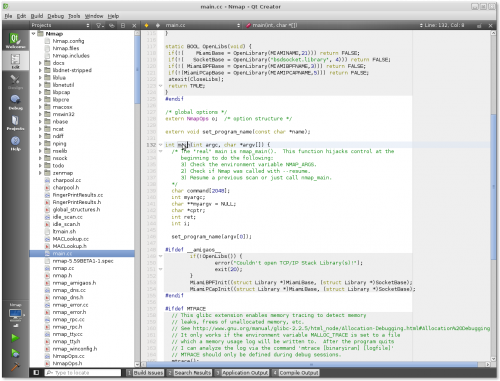 main.cc - Nmap - Qt Creator
File Edit Build Debug Tools Window Help
Projects
main.cc
main(int, char *[])
Line: 132, Col: 8
Welcome
Edit
Design
Debug
Projects
Help
Nmap
Debug
Nmap
Nmap.config
Nmap.files
Nmap.includes
docs
libdnet-stripped
liblua
libnetutil
libpcap
libpcre
macosx
mswin32
nbase
ncat
ndiff
nping
nselib
nsock
todo
zenmap
charpool.cc
charpool.h
FingerPrintResults.cc
FingerPrintResults.h
global_structures.h
idle_scan.cc
idle_scan.h
ltmain.sh
MACLookup.cc
MACLookup.h
main.cc
nmap-5.59BETA1-1.spec
nmap.cc
nmap.h
nmap_amigaos.h
nmap_dns.cc
nmap_dns.h
nmap_error.cc
nmap_error.h
nmap_ftp.cc
nmap_ftp.h
nmap_rpc.cc
nmap_rpc.h
nmap_tty.cc
nmap_tty.h
nmap_winconfig.h
NmapOps.cc
NmapOps.h
}
static BOOL OpenLibs(void) {
if(!( MiamiBase = OpenLibrary(MIAMINAME,21))) return FALSE;
if(!( SocketBase = OpenLibrary("bsdsocket.library", 4))) return FALSE;
if(!( MiamiBPFBase = OpenLibrary(MIAMIBPFNAME,3))) return FALSE;
if(!(MiamiPCapBase = OpenLibrary(MIAMIPCAPNAME,5))) return FALSE;
atexit(CloseLibs);
return TRUE;
}
#endif
/* global options */
extern NmapOps o; /* option structure */
extern void set_program_name(const char *name);
132
int main(int argc, char *argv[]) {
/* The "real" main is nmap_main(). This function hijacks control at the
beginning to do the following:
1) Check the environment variable NMAP_ARGS.
2) Check if Nmap was called with --resume.
3) Resume a previous scan or just call nmap_main.
*/
char command[2048];
int myargc;
char **myargv = NULL;
char *cptr;
int ret;
int i;
set_program_name(argv[0]);
#ifdef __amigaos__
if(!OpenLibs()) {
error("Couldn't open TCP/IP Stack Library(s)!");
exit(20);
}
MiamiBPFInit((struct Library *)MiamiBase, (struct Library *)SocketBase);
MiamiPCapInit((struct Library *)MiamiBase, (struct Library *)SocketBase);
#endif
#ifdef MTRACE
// This glibc extension enables memory tracing to detect memory
// leaks, frees of unallocated memory, etc.
// See http://www.gnu.org/manual/glibc-2.2.5/html_node/Allocation-Debugging.html#Allocation%20Debugging
// It only works if the environment variable MALLOC_TRACE is set to a file
// which a memory usage log will be written to. After the program quits
// I can analyze the log via the command 'mtrace [binaryiran] [logfile]'
// MTRACE should only be defined during debug sessions.
mtrace();
Type to locate
1 Build Issues
2 Search Results
3 Application Output
4 Compile Output